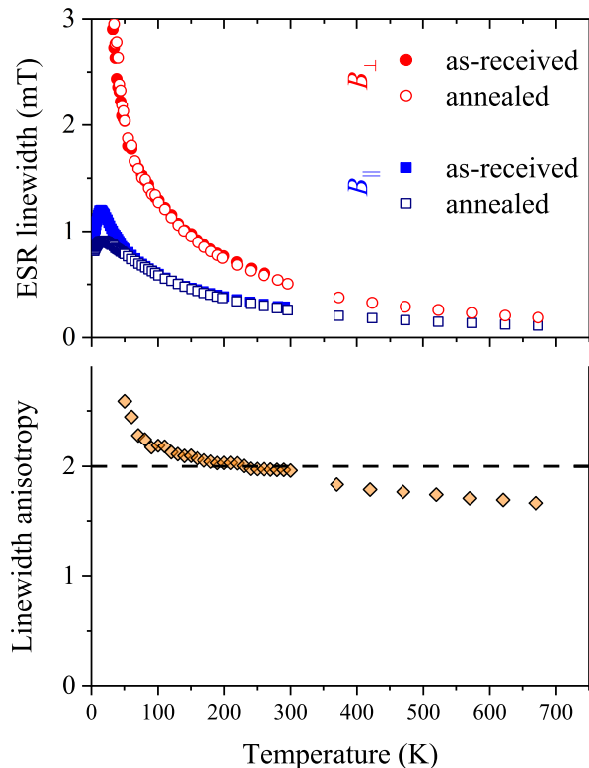 3
2
1
0
ESR linewidth (mT)
B⊥
as-received
annealed
B||
as-received
annealed
2
1
0
Linewidth anisotropy
0 100 200 300 400 500 600 700
Temperature (K)